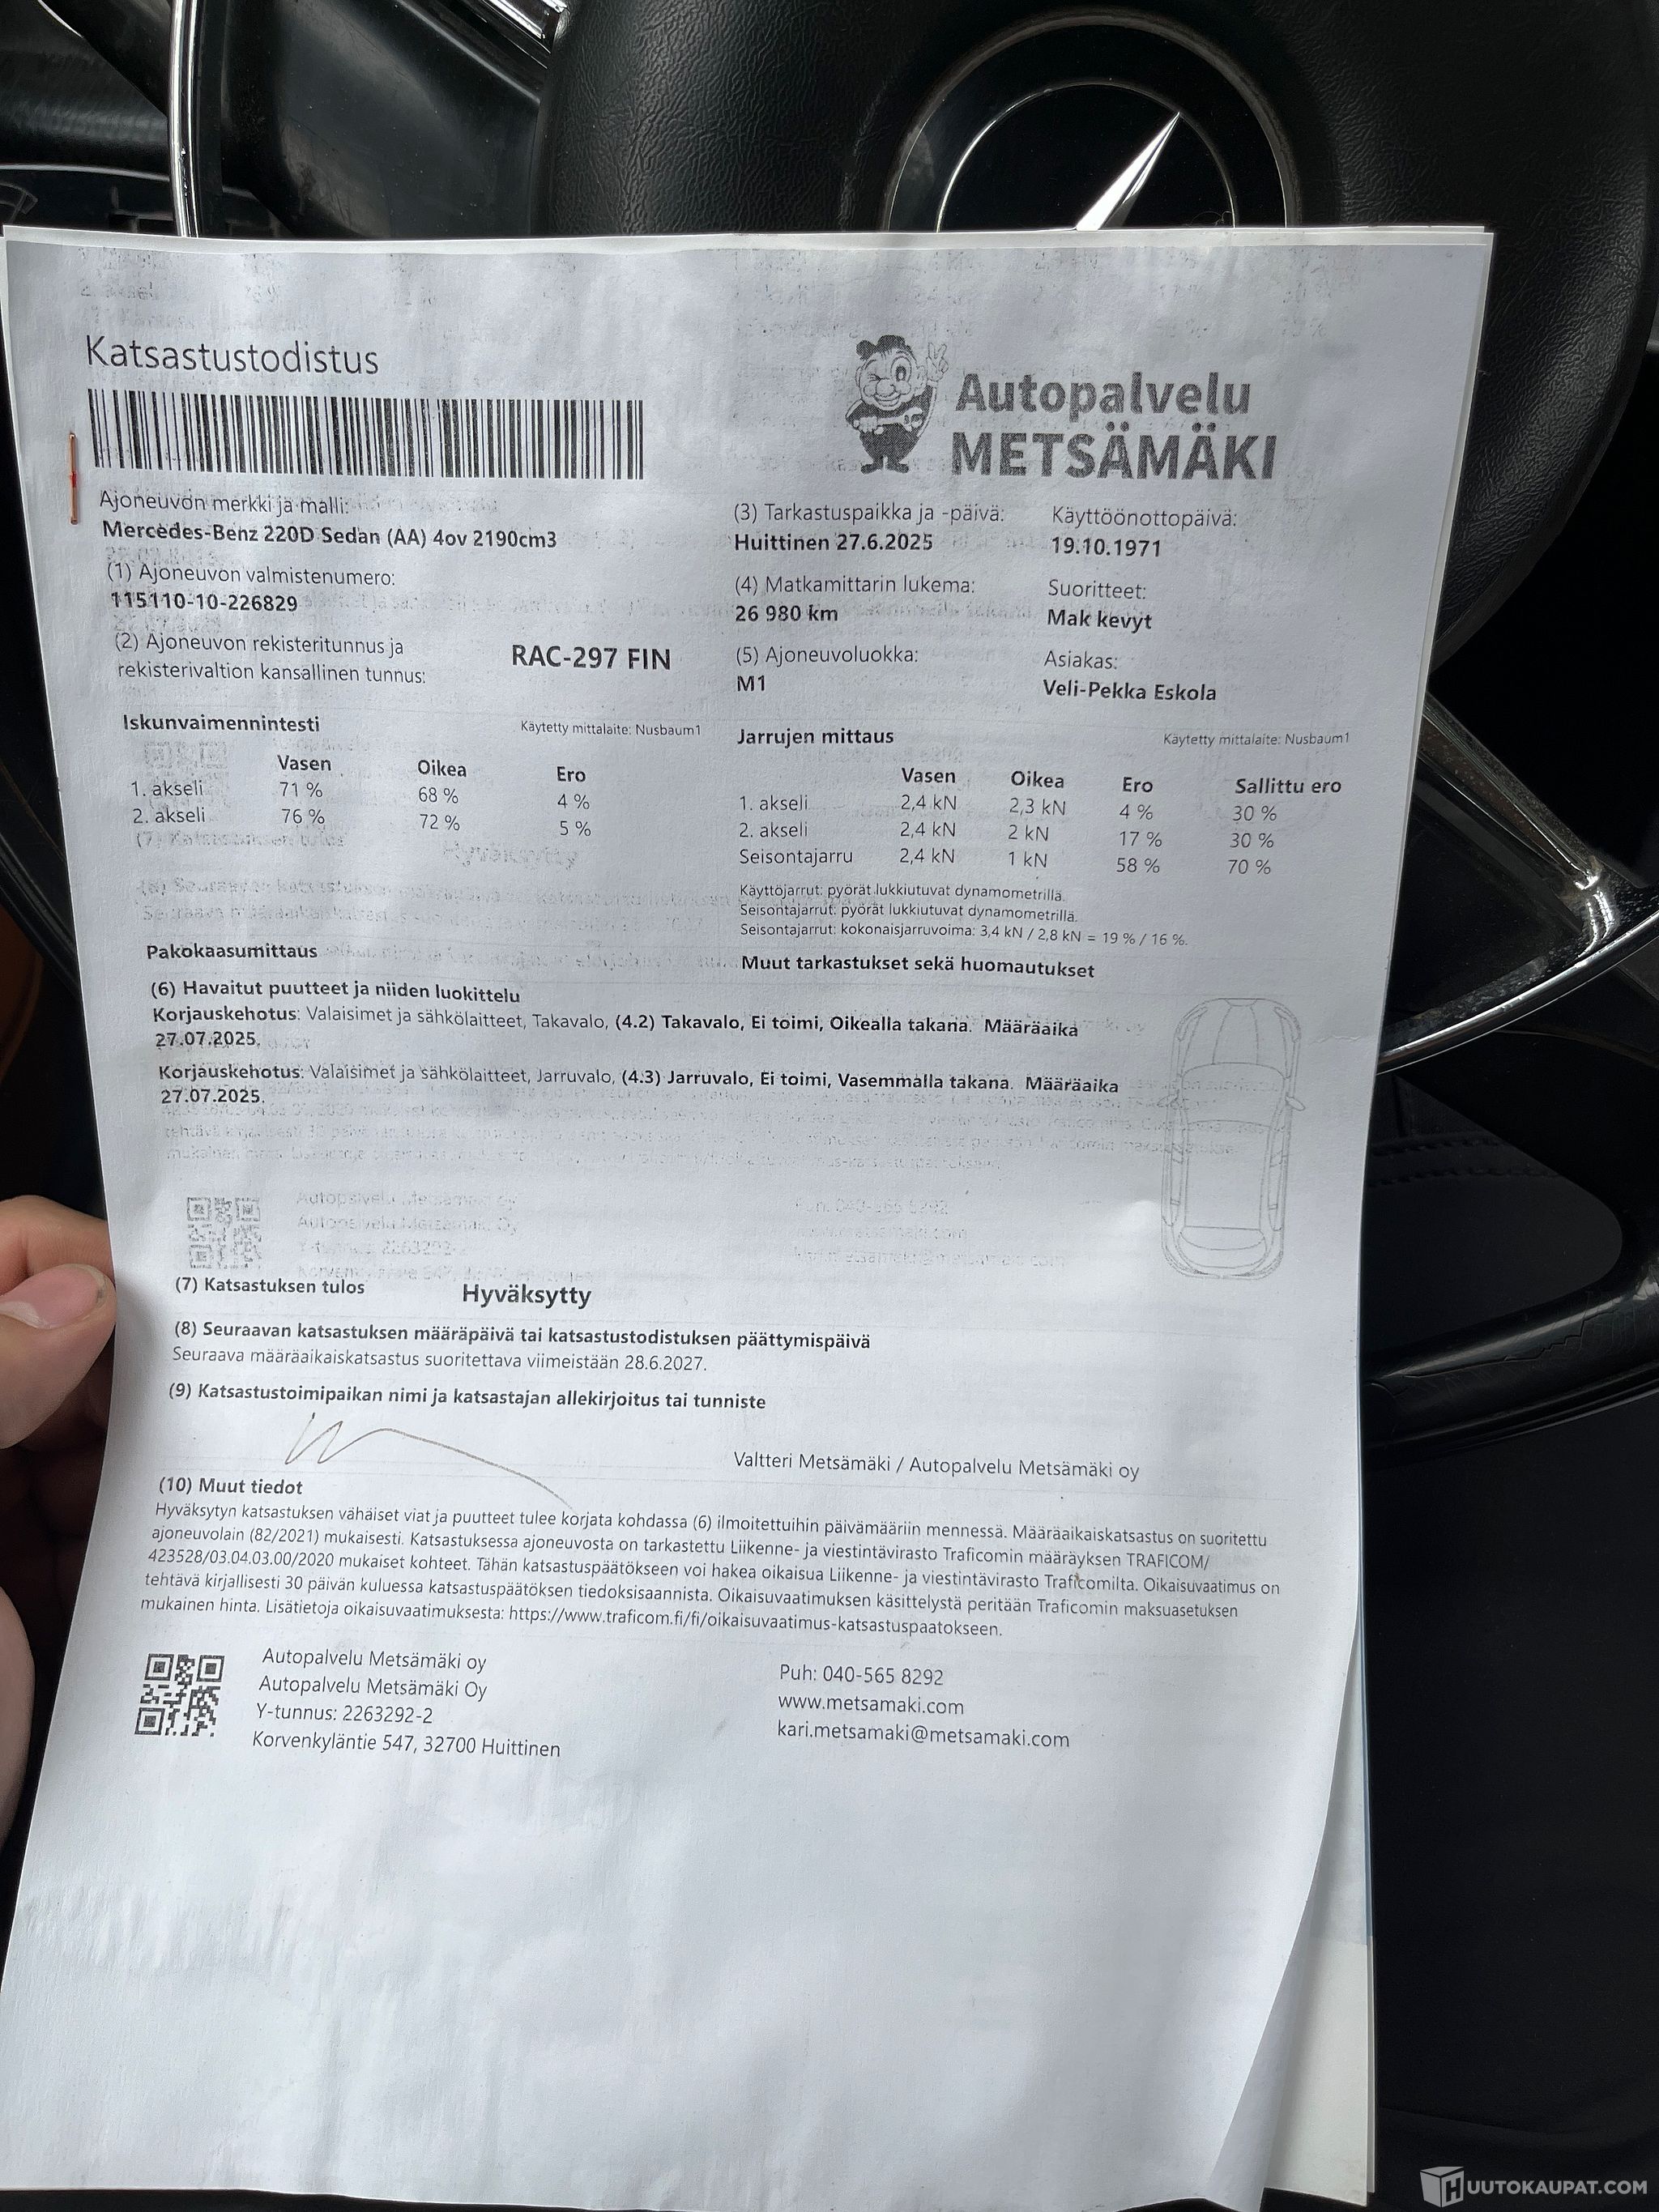 Katsastustodistus
Autopalvelu
METSÄMÄKI
Ajoneuvon merkki ja malli:
Mercedes-Benz 220D Sedan (AA) 4ov 2190cm3
(1) Ajoneuvon valmistenumero:
115110-10-226829
(2) Ajoneuvon rekisteritunnus ja
rekisterivaltion kansallinen tunnus:
RAC-297 FIN
(3) Tarkastuspaikka ja -päivä:
Huittinen 27.6.2025
(4) Matkamittarin lukema:
26 980 km
(5) Ajoneuvoluokka:
M1
Käyttöönottopäivä:
19.10.1971
Suoritteet:
Mak kevyt
Asiakas:
Veli-Pekka Eskola
Iskunvaimennintesti Käytetty mittalaite: Nusbaum1
Vasen Oikea Ero
1. akseli 71 % 68 % 4 %
2. akseli 76 % 72 % 5 %
Jarrujen mittaus Käytetty mittalaite: Nusbaum1
Vasen Oikea Ero Sallittu ero
1. akseli 2,4 kN 2,3 kN 4 % 30 %
2. akseli 2,4 kN 2 kN 17 % 30 %
Seisontajarru 2,4 kN 1 kN 58 % 70 %
Käyttöjarrut: pyörät lukkiutuvat dynamometrillä.
Seisontajarrut: pyörät lukkiutuvat dynamometrillä.
Seisontajarrut: kokonaisjarruvoima: 3,4 kN / 2,8 kN = 19 % / 16 %.
Pakokaasumittaus
Muut tarkastukset sekä huomautukset
(6) Havaitut puutteet ja niiden luokittelu
Korjauskehotus: Valaisimet ja sähkölaitteet, Takavalo, (4.2) Takavalo, Ei toimi, Oikealla takana. Määräaika
27.07.2025.
Korjauskehotus: Valaisimet ja sähkölaitteet, Jarruvalo, (4.3) Jarruvalo, Ei toimi, Vasemmalla takana. Määräaika
27.07.2025.
(7) Katsastuksen tulos Hyväksytty
(8) Seuraavan katsastuksen määräpäivä tai katsastustodistuksen päättymispäivä
Seuraava määräaikaiskatsastus suoritettava viimeistään 28.6.2027.
(9) Katsastustoimipaikan nimi ja katsastajan allekirjoitus tai tunniste
Valtteri Metsämäki / Autopalvelu Metsämäki oy
(10) Muut tiedot
Hyväksytyn katsastuksen vähäiset viat ja puutteet tulee korjata kohdassa (6) ilmoitettuihin päivämääriin mennessä. Määräaikaiskatsastus on suoritettu
ajoneuvolain (82/2021) mukaisesti. Katsastuksessa ajoneuvosta on tarkastettu Liikenne- ja viestintävirasto Traficomin määräyksen TRAFICOM/
423528/03.04.03.00/2020 mukaiset kohteet. Tähän katsastuspäätökseen voi hakea oikaisua Liikenne- ja viestintävirasto Traficomilta. Oikaisuvaatimus on
tehtävä kirjallisesti 30 päivän kuluessa katsastuspäätöksen tiedoksisaannista. Oikaisuvaatimuksen käsittelystä peritään Traficomin maksuasetuksen
mukainen hinta. Lisätietoja oikaisuvaatimuksesta: https://www.traficom.fi/fi/oikaisuvaatimus-katsastuspaatokseen.
Autopalvelu Metsämäki oy
Autopalvelu Metsämäki Oy
Y-tunnus: 2263292-2
Korvenkyläntie 547, 32700 Huittinen
Puh: 040-565 8292
www.metsamaki.com
kari.metsamaki@metsamaki.com
HUUTOKAUPAT.COM